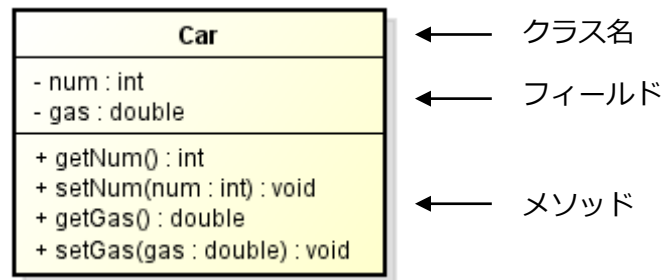 Car
クラス名
- num : int
- gas : double
フィールド
+ getNum() : int
+ setNum(num : int) : void
+ getGas() : double
+ setGas(gas : double) : void
メソッド